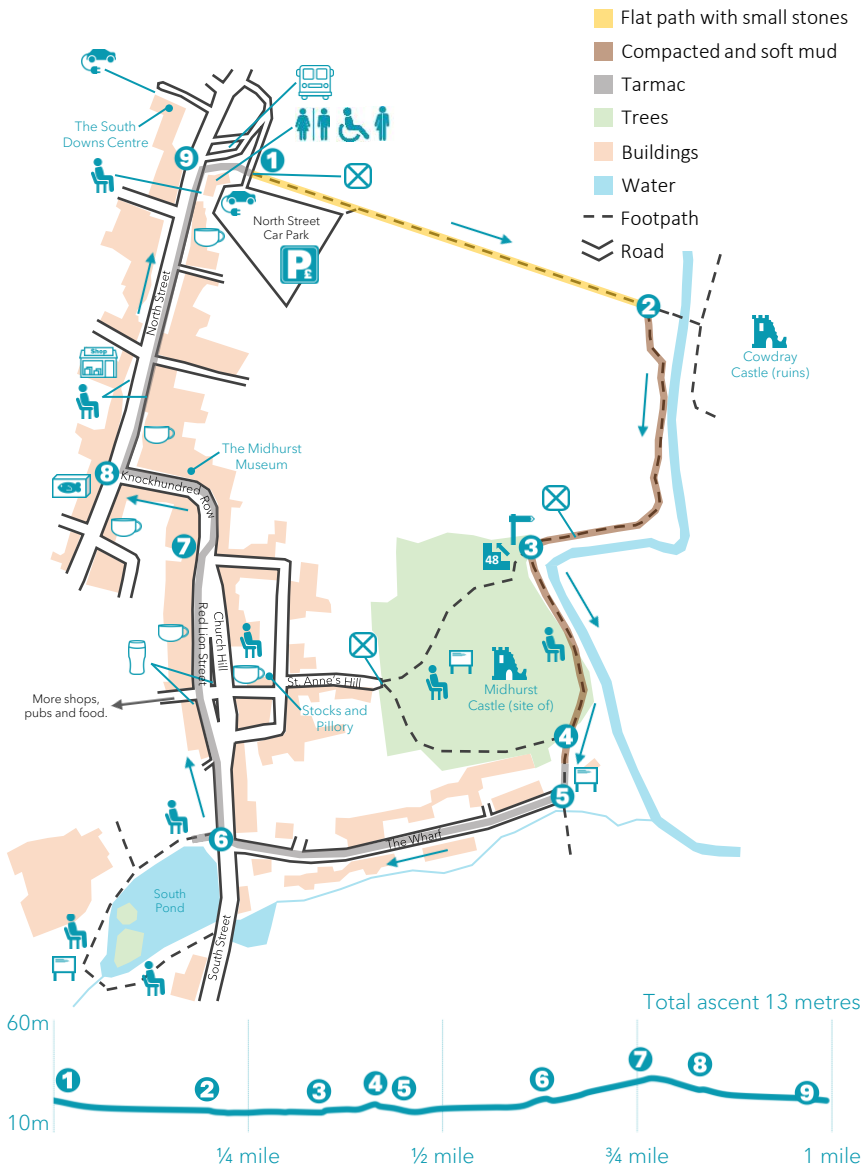 Flat path with small stones
Compacted and soft mud
Tarmac
Trees
Buildings
Water
Footpath
Road
The South
Downs Centre
9
1
North Street
Car Park
P£
2
Cowdray
Castle (ruins)
North Street
Shop
The Midhurst
Museum
8
Knockhundred Row
7
3
48
Red Lion Street
Church Hill
St. Anne's Hill
More shops,
pubs and food.
Stocks and
Pillory
Midhurst
Castle (site of)
4
5
6
The Wharf
South
Pond
South Street
Total ascent 13 metres
60m
10m
1
2
3
4
5
6
7
8
9
¼ mile
½ mile
¾ mile
1 mile